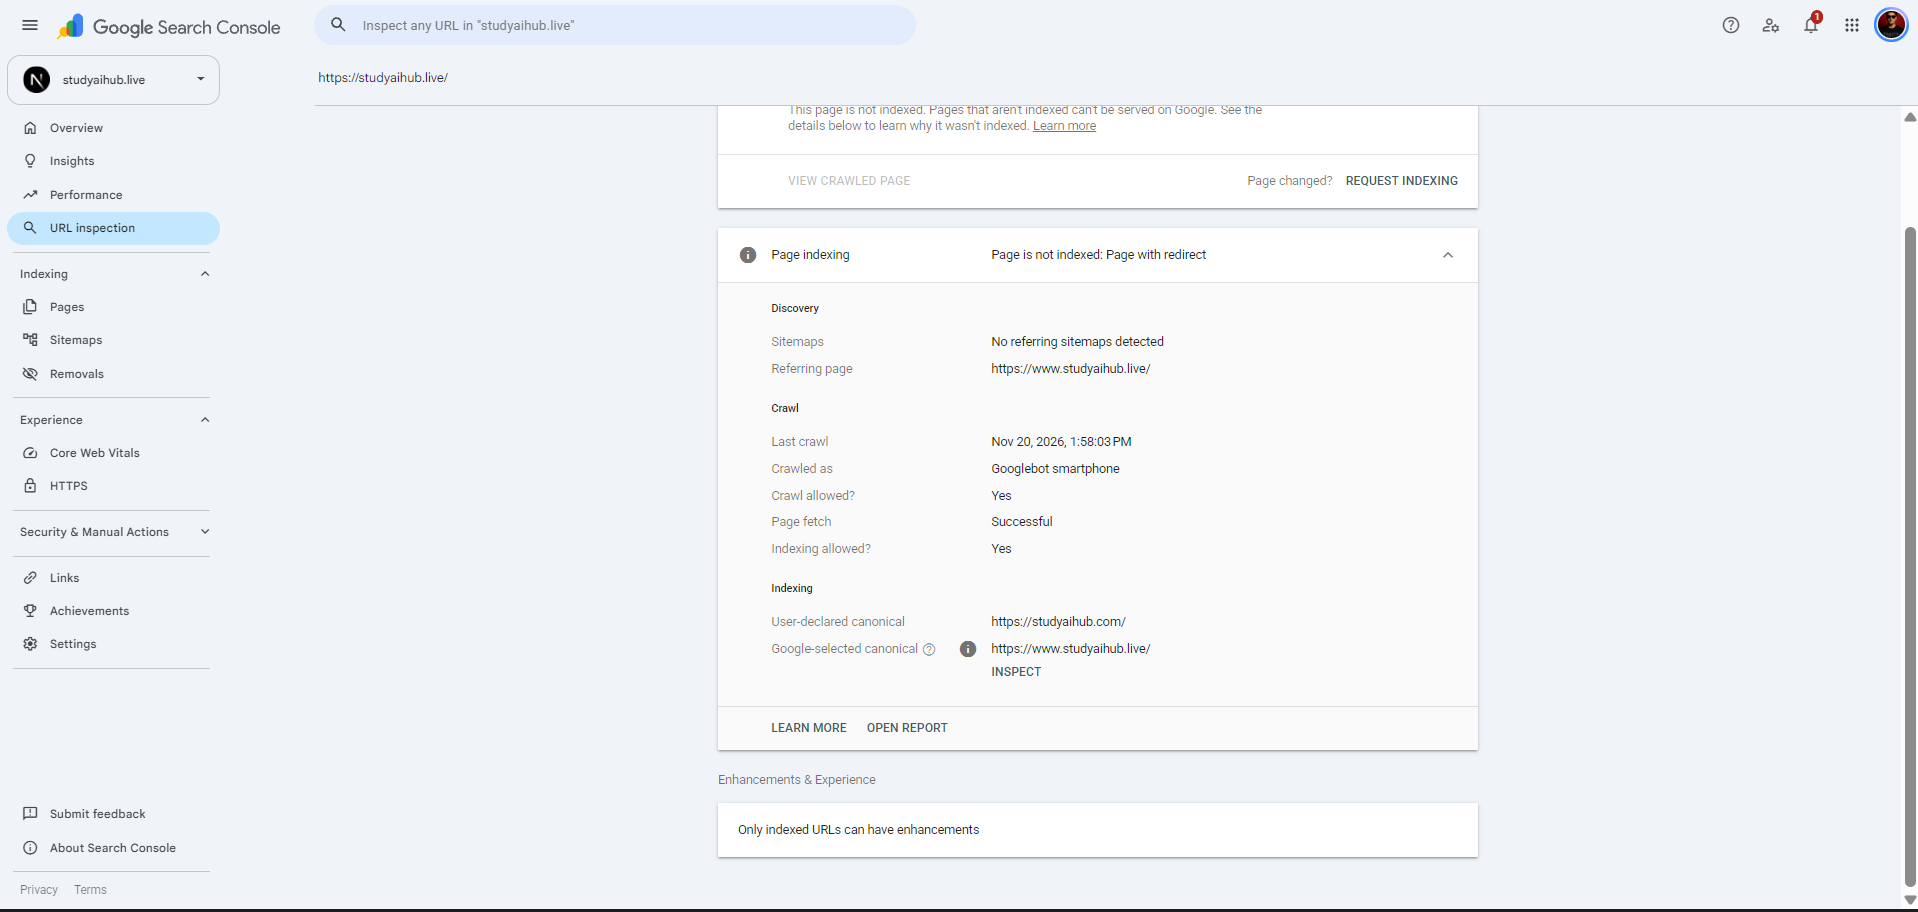 Google Search Console
Inspect any URL in "studyaihub.live"
1
N
studyaihub.live
https://studyaihub.live/
Overview
Insights
Performance
URL inspection
Indexing
Pages
Sitemaps
Removals
Experience
Core Web Vitals
HTTPS
Security & Manual Actions
Links
Achievements
Settings
Submit feedback
About Search Console
Privacy Terms
This page is not indexed. Pages that aren't indexed can't be served on Google. See the
details below to learn why it wasn't indexed. Learn more
VIEW CRAWLED PAGE
Page changed? REQUEST INDEXING
Page indexing Page is not indexed: Page with redirect
Discovery
Sitemaps No referring sitemaps detected
Referring page https://www.studyaihub.live/
Crawl
Last crawl Nov 20, 2026, 1:58:03 PM
Crawled as Googlebot smartphone
Crawl allowed? Yes
Page fetch Successful
Indexing allowed? Yes
Indexing
User-declared canonical https://studyaihub.com/
Google-selected canonical https://www.studyaihub.live/
INSPECT
LEARN MORE OPEN REPORT
Enhancements & Experience
Only indexed URLs can have enhancements